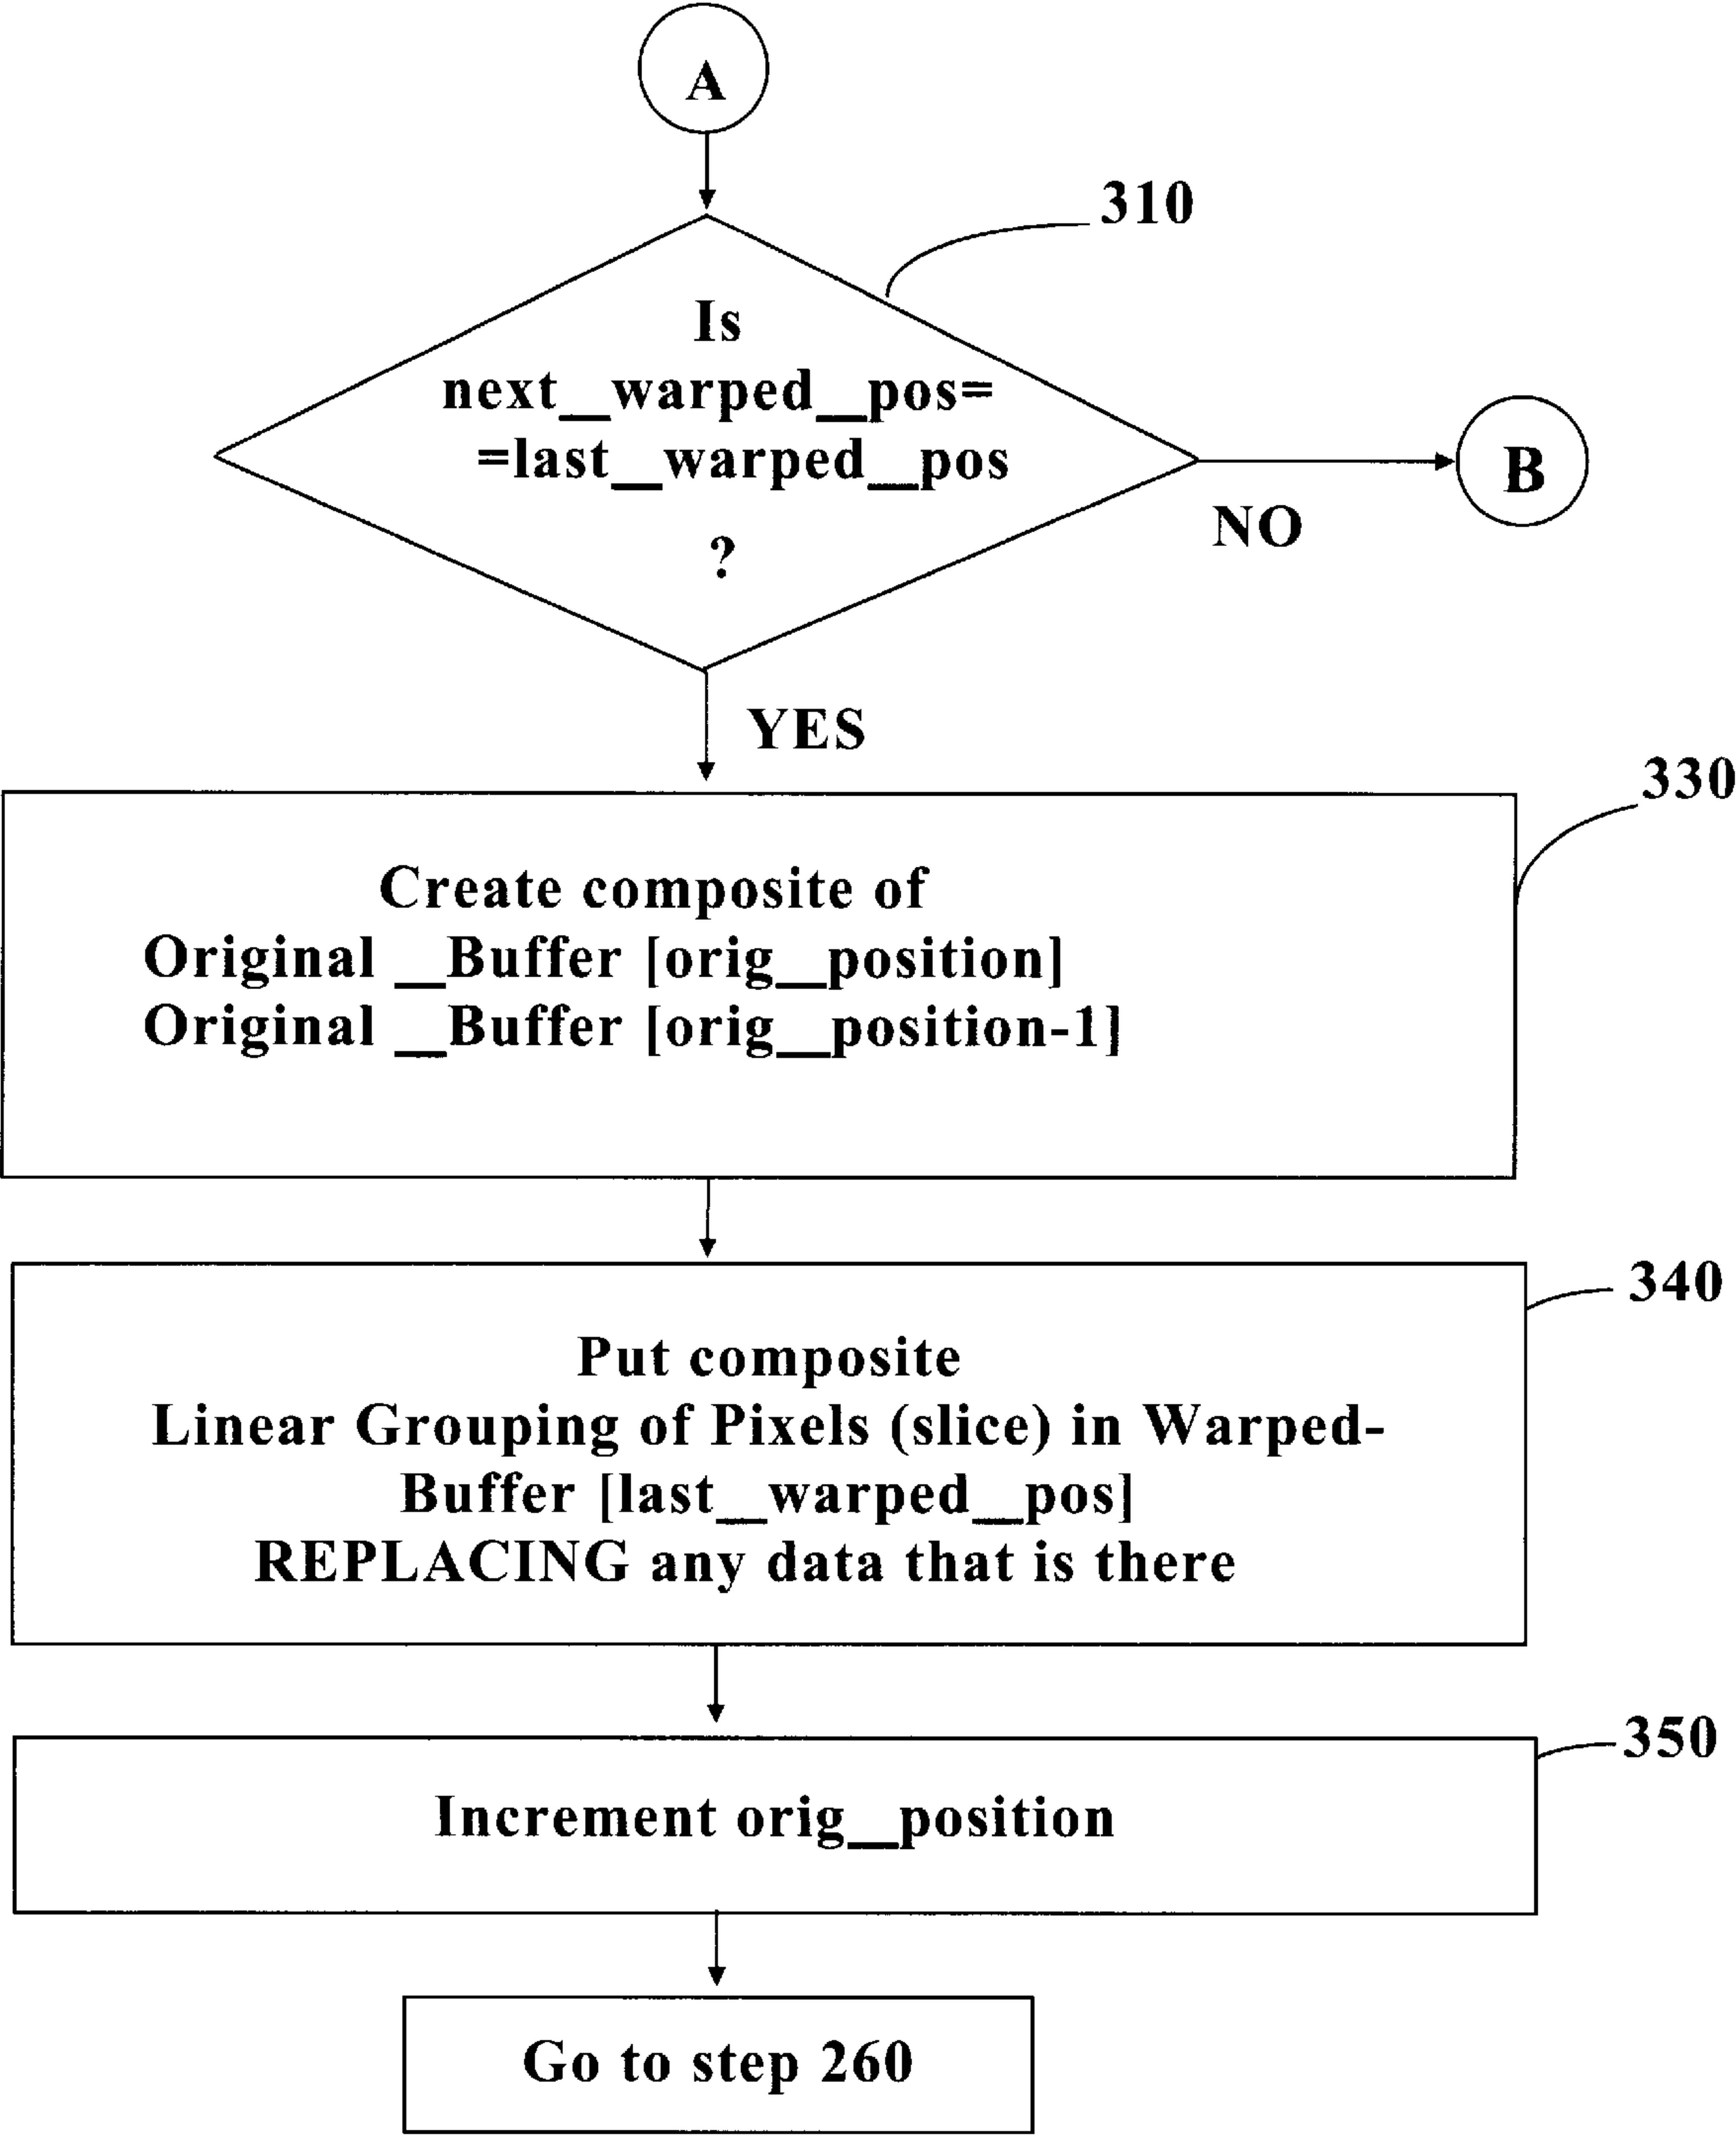 A
310
Is
next__warped__pos=
=last__warped__pos
?
B
NO
YES
330
Create composite of
Original __Buffer [orig__position]
Original __Buffer [orig__position-1]
340
Put composite
Linear Grouping of Pixels (slice) in Warped-
Buffer [last__warped__pos]
REPLACING any data that is there
350
Increment orig__position
Go to step 260